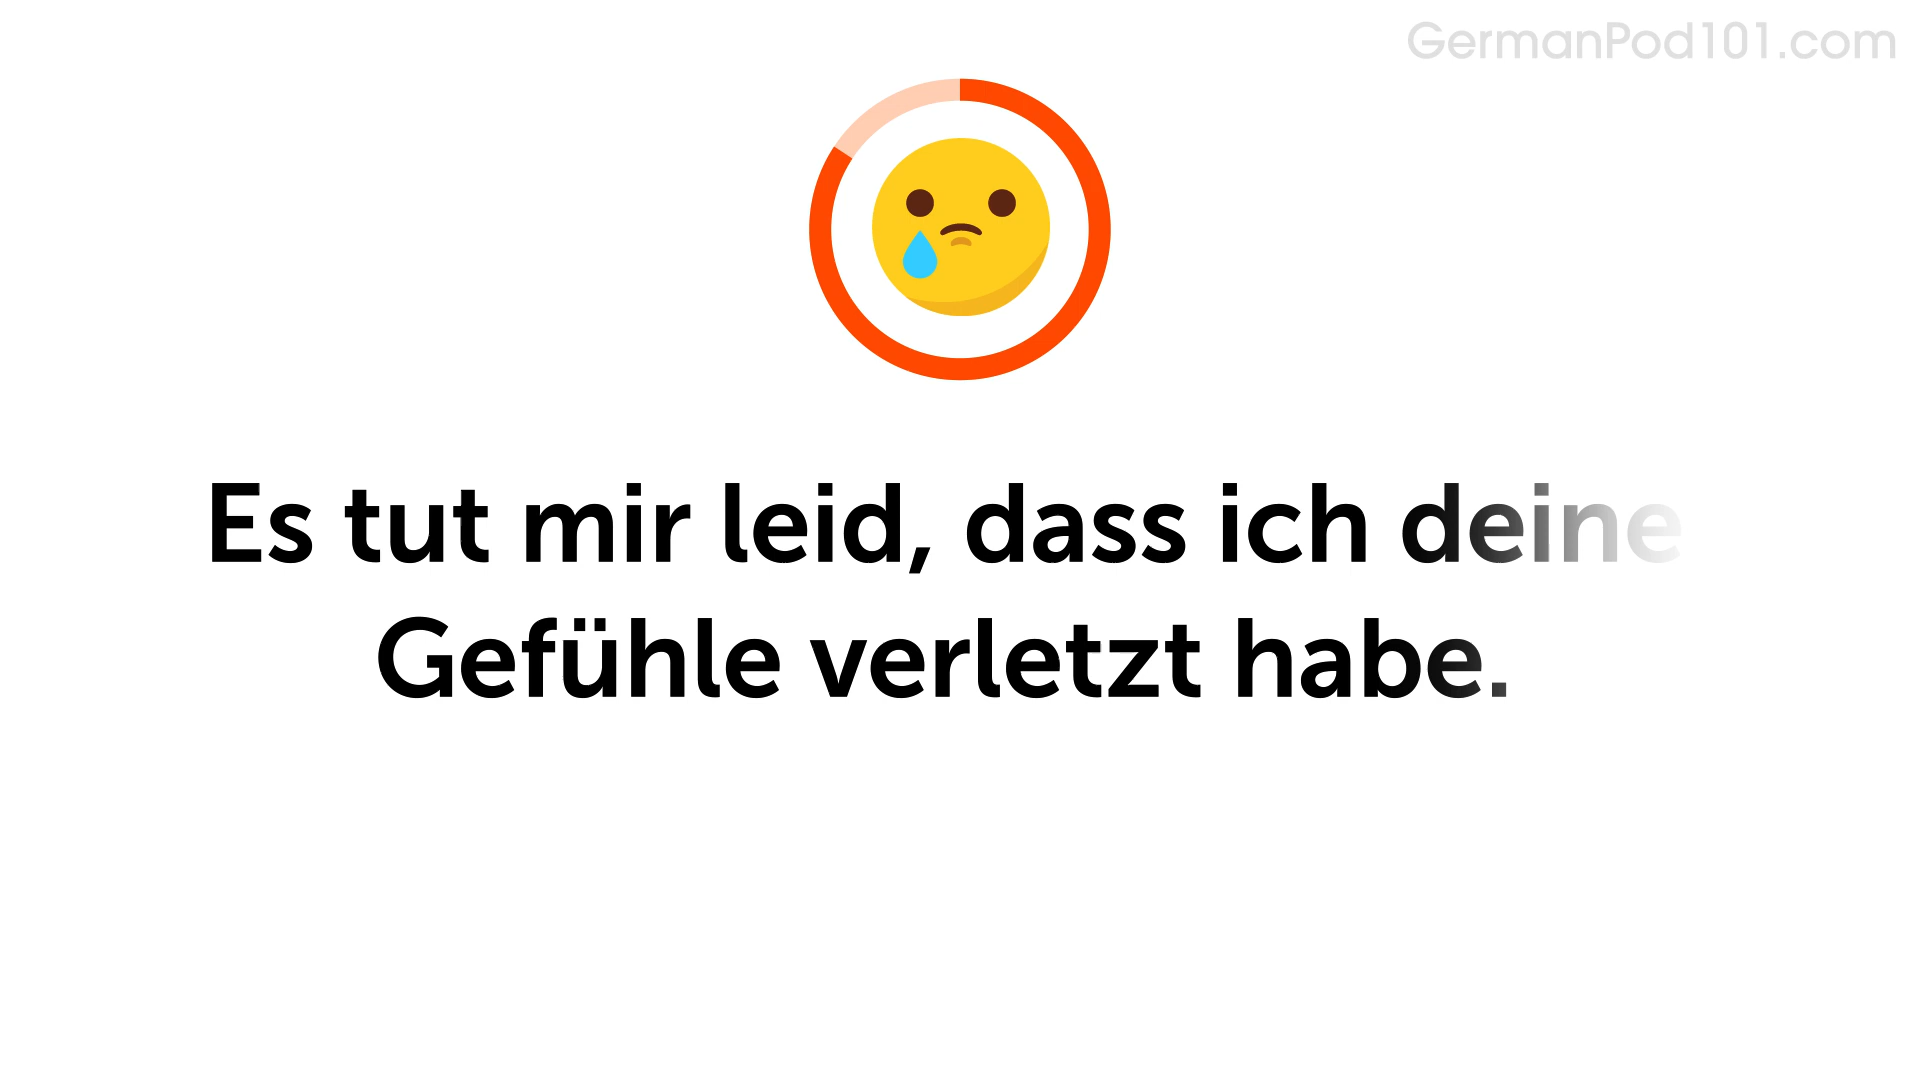 GermanPod101.com
Es tut mir leid, dass ich deine
Gefühle verletzt habe.